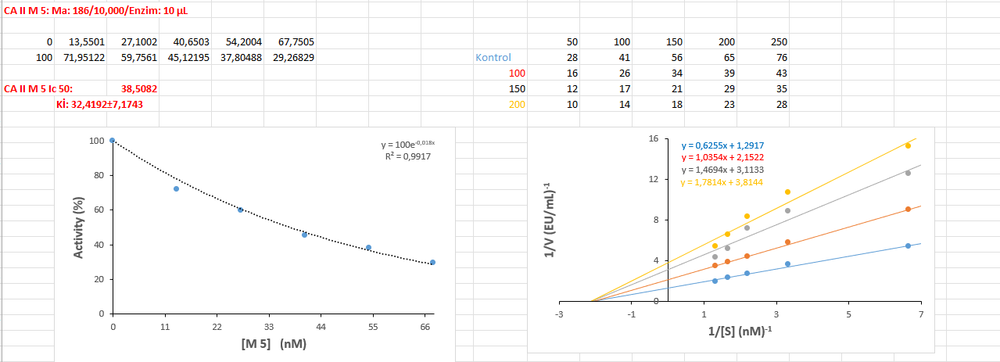 CA II M 5: Ma: 186/10,000/Enzim: 10 µL
0 13,5501 27,1002 40,6503 54,2004 67,7505
100 71,95122 59,7561 45,12195 37,80488 29,26829
CA II M 5 Ic 50: 38,5082
Kİ: 32,4192±7,1743
50 100 150 200 250
Kontrol 28 41 56 65 76
100 16 26 34 39 43
150 12 17 21 29 35
200 10 14 18 23 28
y = 100e-0,018x
R² = 0,9917
Activity (%)
100
80
60
40
20
0
0 11 22 33 44 55 66
[M 5] (nM)
y = 0,6255x + 1,2917
y = 1,0354x + 2,1522
y = 1,4694x + 3,1133
y = 1,7814x + 3,8144
1/V (EU/mL)-1
16
12
8
4
0
-3 -1 1 3 5 7
1/[S] (nM)-1